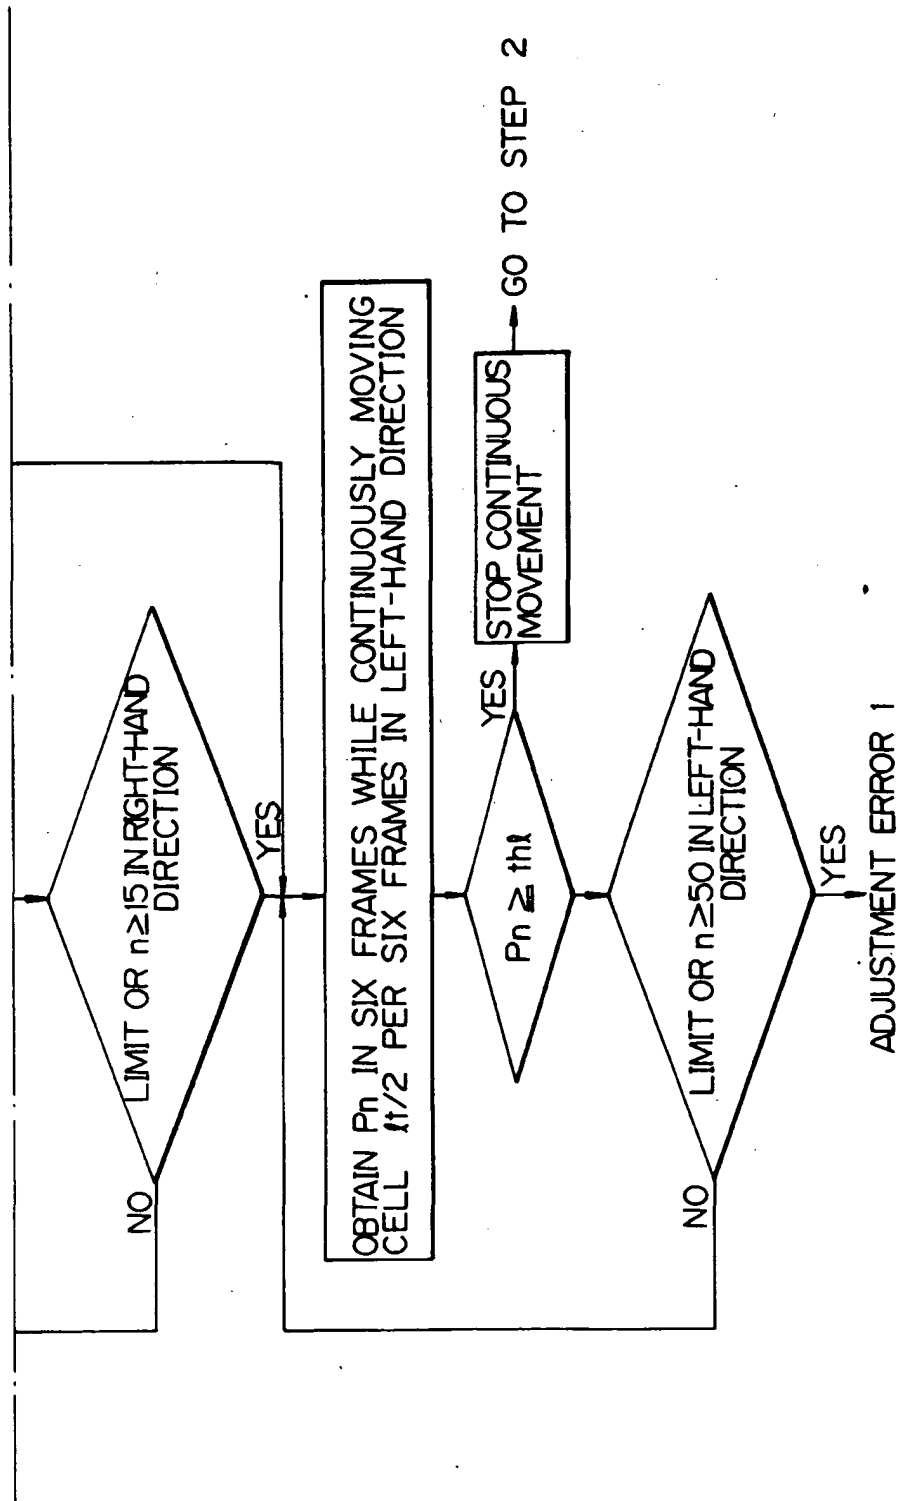 LIMIT OR n≥15 IN RIGHT-HAND
DIRECTION
NO
YES
OBTAIN Pn IN SIX FRAMES WHILE CONTINUOUSLY MOVING
CELL ℓt/2 PER SIX FRAMES IN LEFT-HAND DIRECTION
Pn ≧ thℓ
YES
STOP CONTINUOUS
MOVEMENT
GO TO STEP 2
LIMIT OR n≥50 IN LEFT-HAND
DIRECTION
NO
YES
ADJUSTMENT ERROR 1